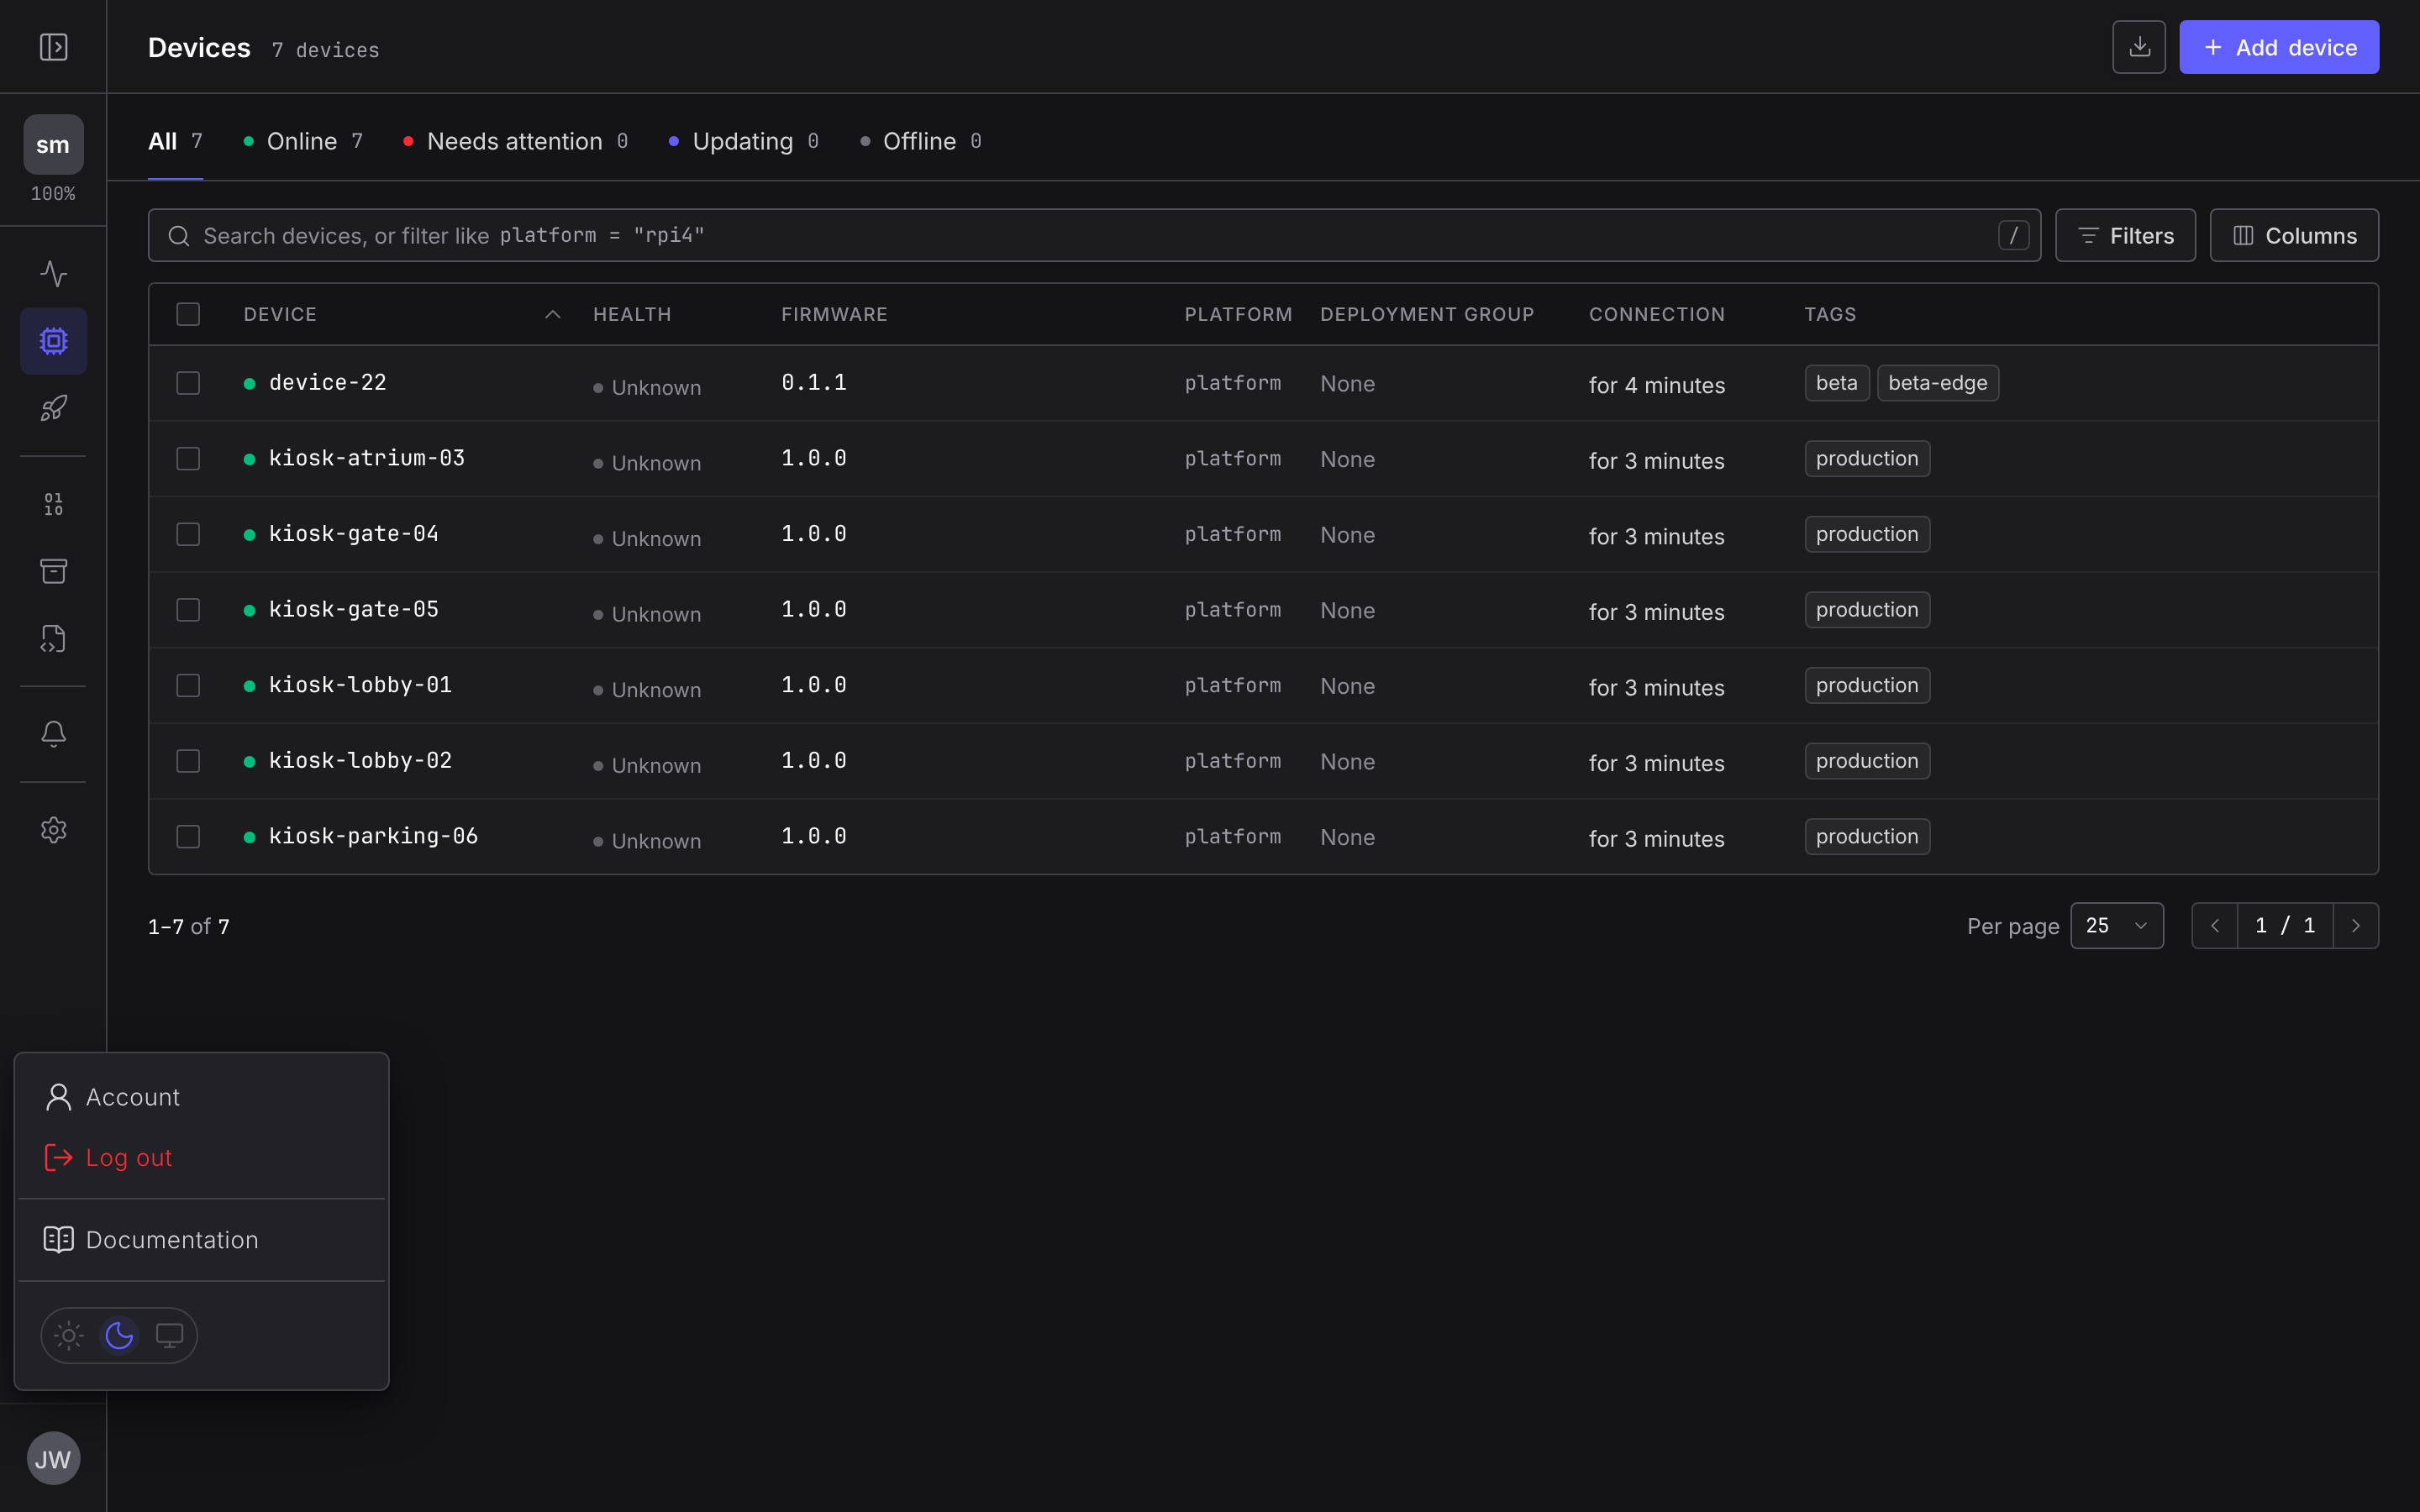 Devices 7 devices
+ Add device
sm
100%
All 7 Online 7 Needs attention 0 Updating 0 Offline 0
Search devices, or filter like platform = "rpi4" /
Filters
Columns
DEVICE HEALTH FIRMWARE PLATFORM DEPLOYMENT GROUP CONNECTION TAGS
device-22 Unknown 0.1.1 platform None for 4 minutes beta beta-edge
kiosk-atrium-03 Unknown 1.0.0 platform None for 3 minutes production
kiosk-gate-04 Unknown 1.0.0 platform None for 3 minutes production
kiosk-gate-05 Unknown 1.0.0 platform None for 3 minutes production
kiosk-lobby-01 Unknown 1.0.0 platform None for 3 minutes production
kiosk-lobby-02 Unknown 1.0.0 platform None for 3 minutes production
kiosk-parking-06 Unknown 1.0.0 platform None for 3 minutes production
1–7 of 7
Per page 25 1 / 1
Account
Log out
Documentation
JW